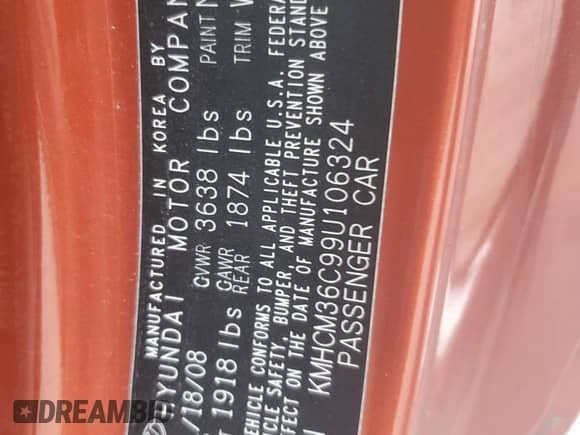 MANUFACTURED IN KOREA BY
HYUNDAI MOTOR COMPAN
/18/08 GVWR 3638 lbs PAINT N
1918 lbs GAWR REAR 1874 lbs TRIM
VEHICLE CONFORMS TO ALL APPLICABLE U.S.A. FEDERA
ICLE SAFETY, BUMPER, AND THEFT PREVENTION STAND
EFFECT ON THE DATE OF MANUFACTURE SHOWN ABOVE
KMHCM36C99U106324
PASSENGER CAR
DREAMBID